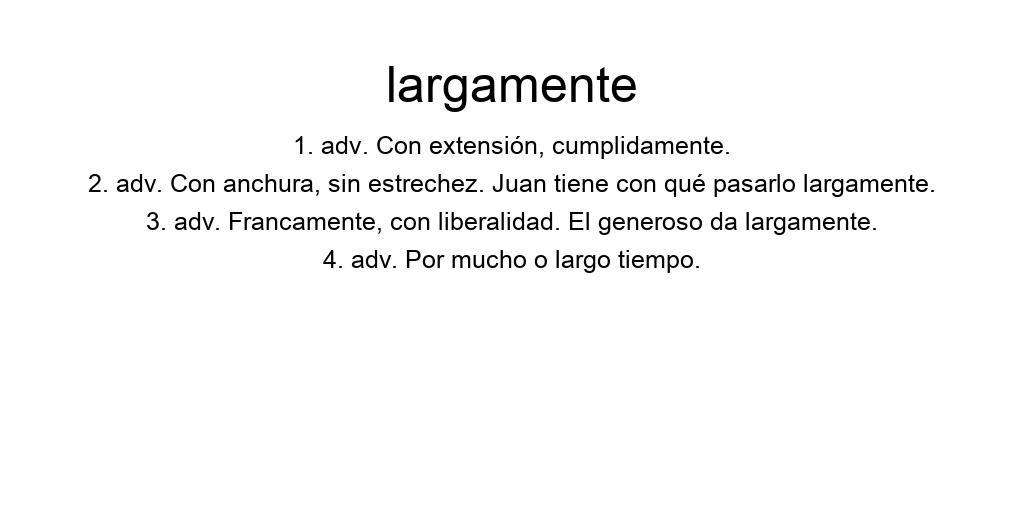 largamente
1. adv. Con extensión, cumplidamente.
2. adv. Con anchura, sin estrechez. Juan tiene con qué pasarlo largamente.
3. adv. Francamente, con liberalidad. El generoso da largamente.
4. adv. Por mucho o largo tiempo.